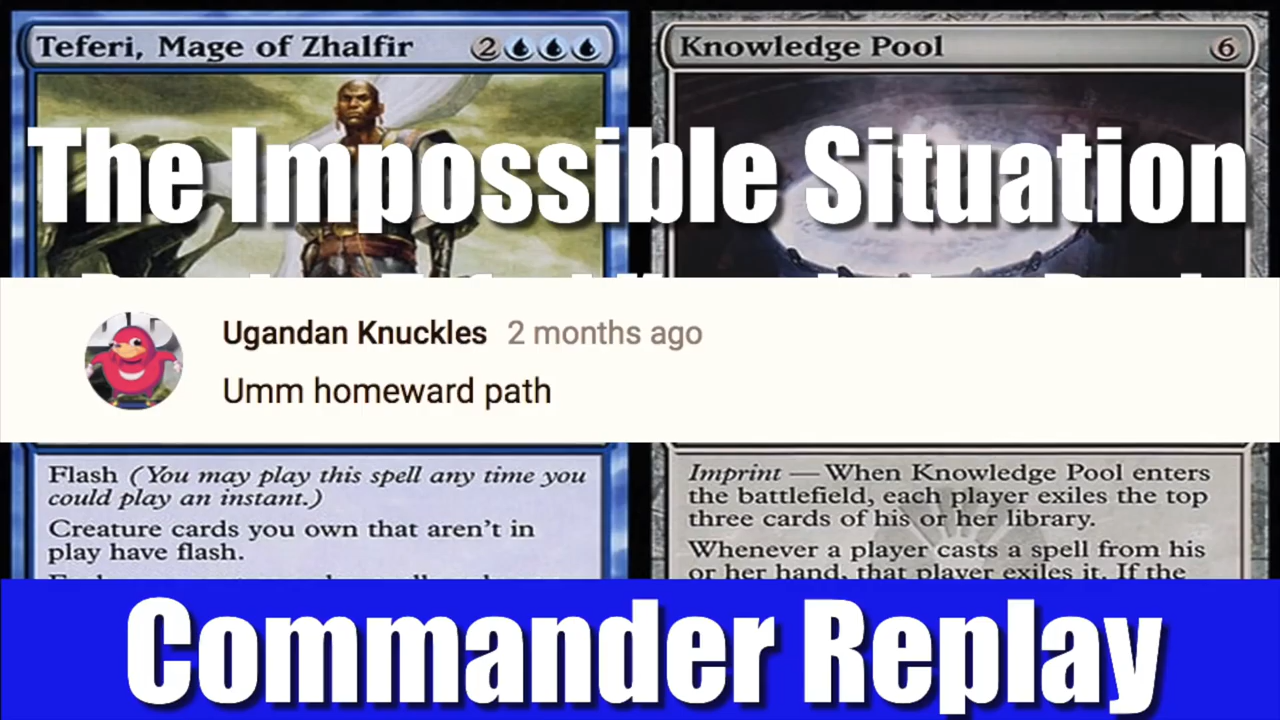 Teferi, Mage of Zhalfir 2
Knowledge Pool 6
The Impossible Situation
Ugandan Knuckles 2 months ago
Umm homeward path
Flash (You may play this spell any time you
could play an instant.)
Creature cards you own that aren't in
play have flash.
Imprint — When Knowledge Pool enters
the battlefield, each player exiles the top
three cards of his or her library.
Whenever a player casts a spell from his
or her hand, that player exiles it. If the
Commander Replay